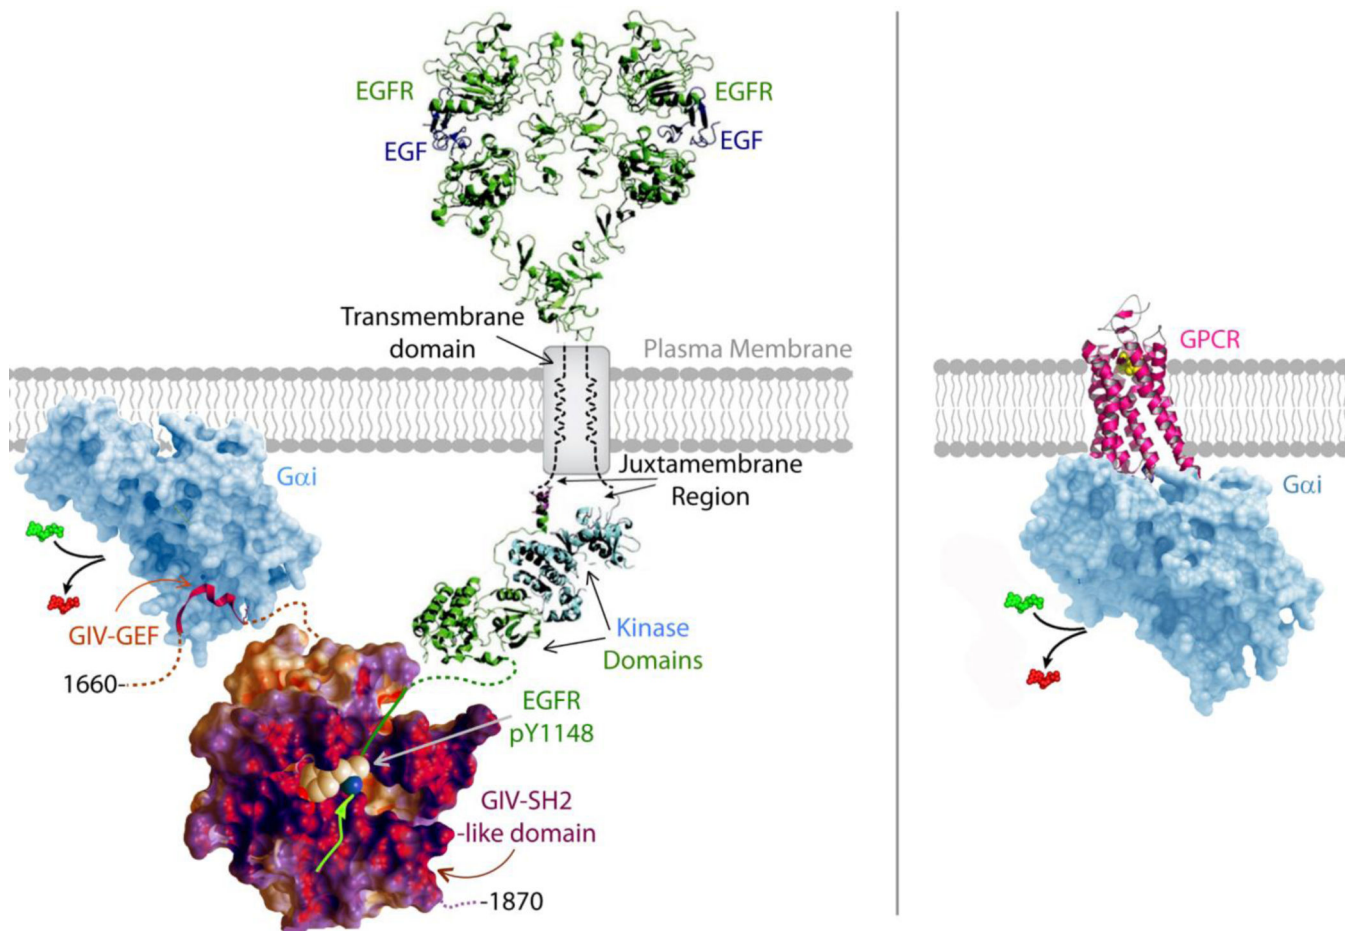 EGFR
EGFR
EGF
EGF
Transmembrane
domain
Plasma Membrane
GPCR
Gαi
Juxtamembrane
Region
Gαi
GIV-GEF
1660-
Kinase
Domains
EGFR
pY1148
GIV-SH2
-like domain
-1870